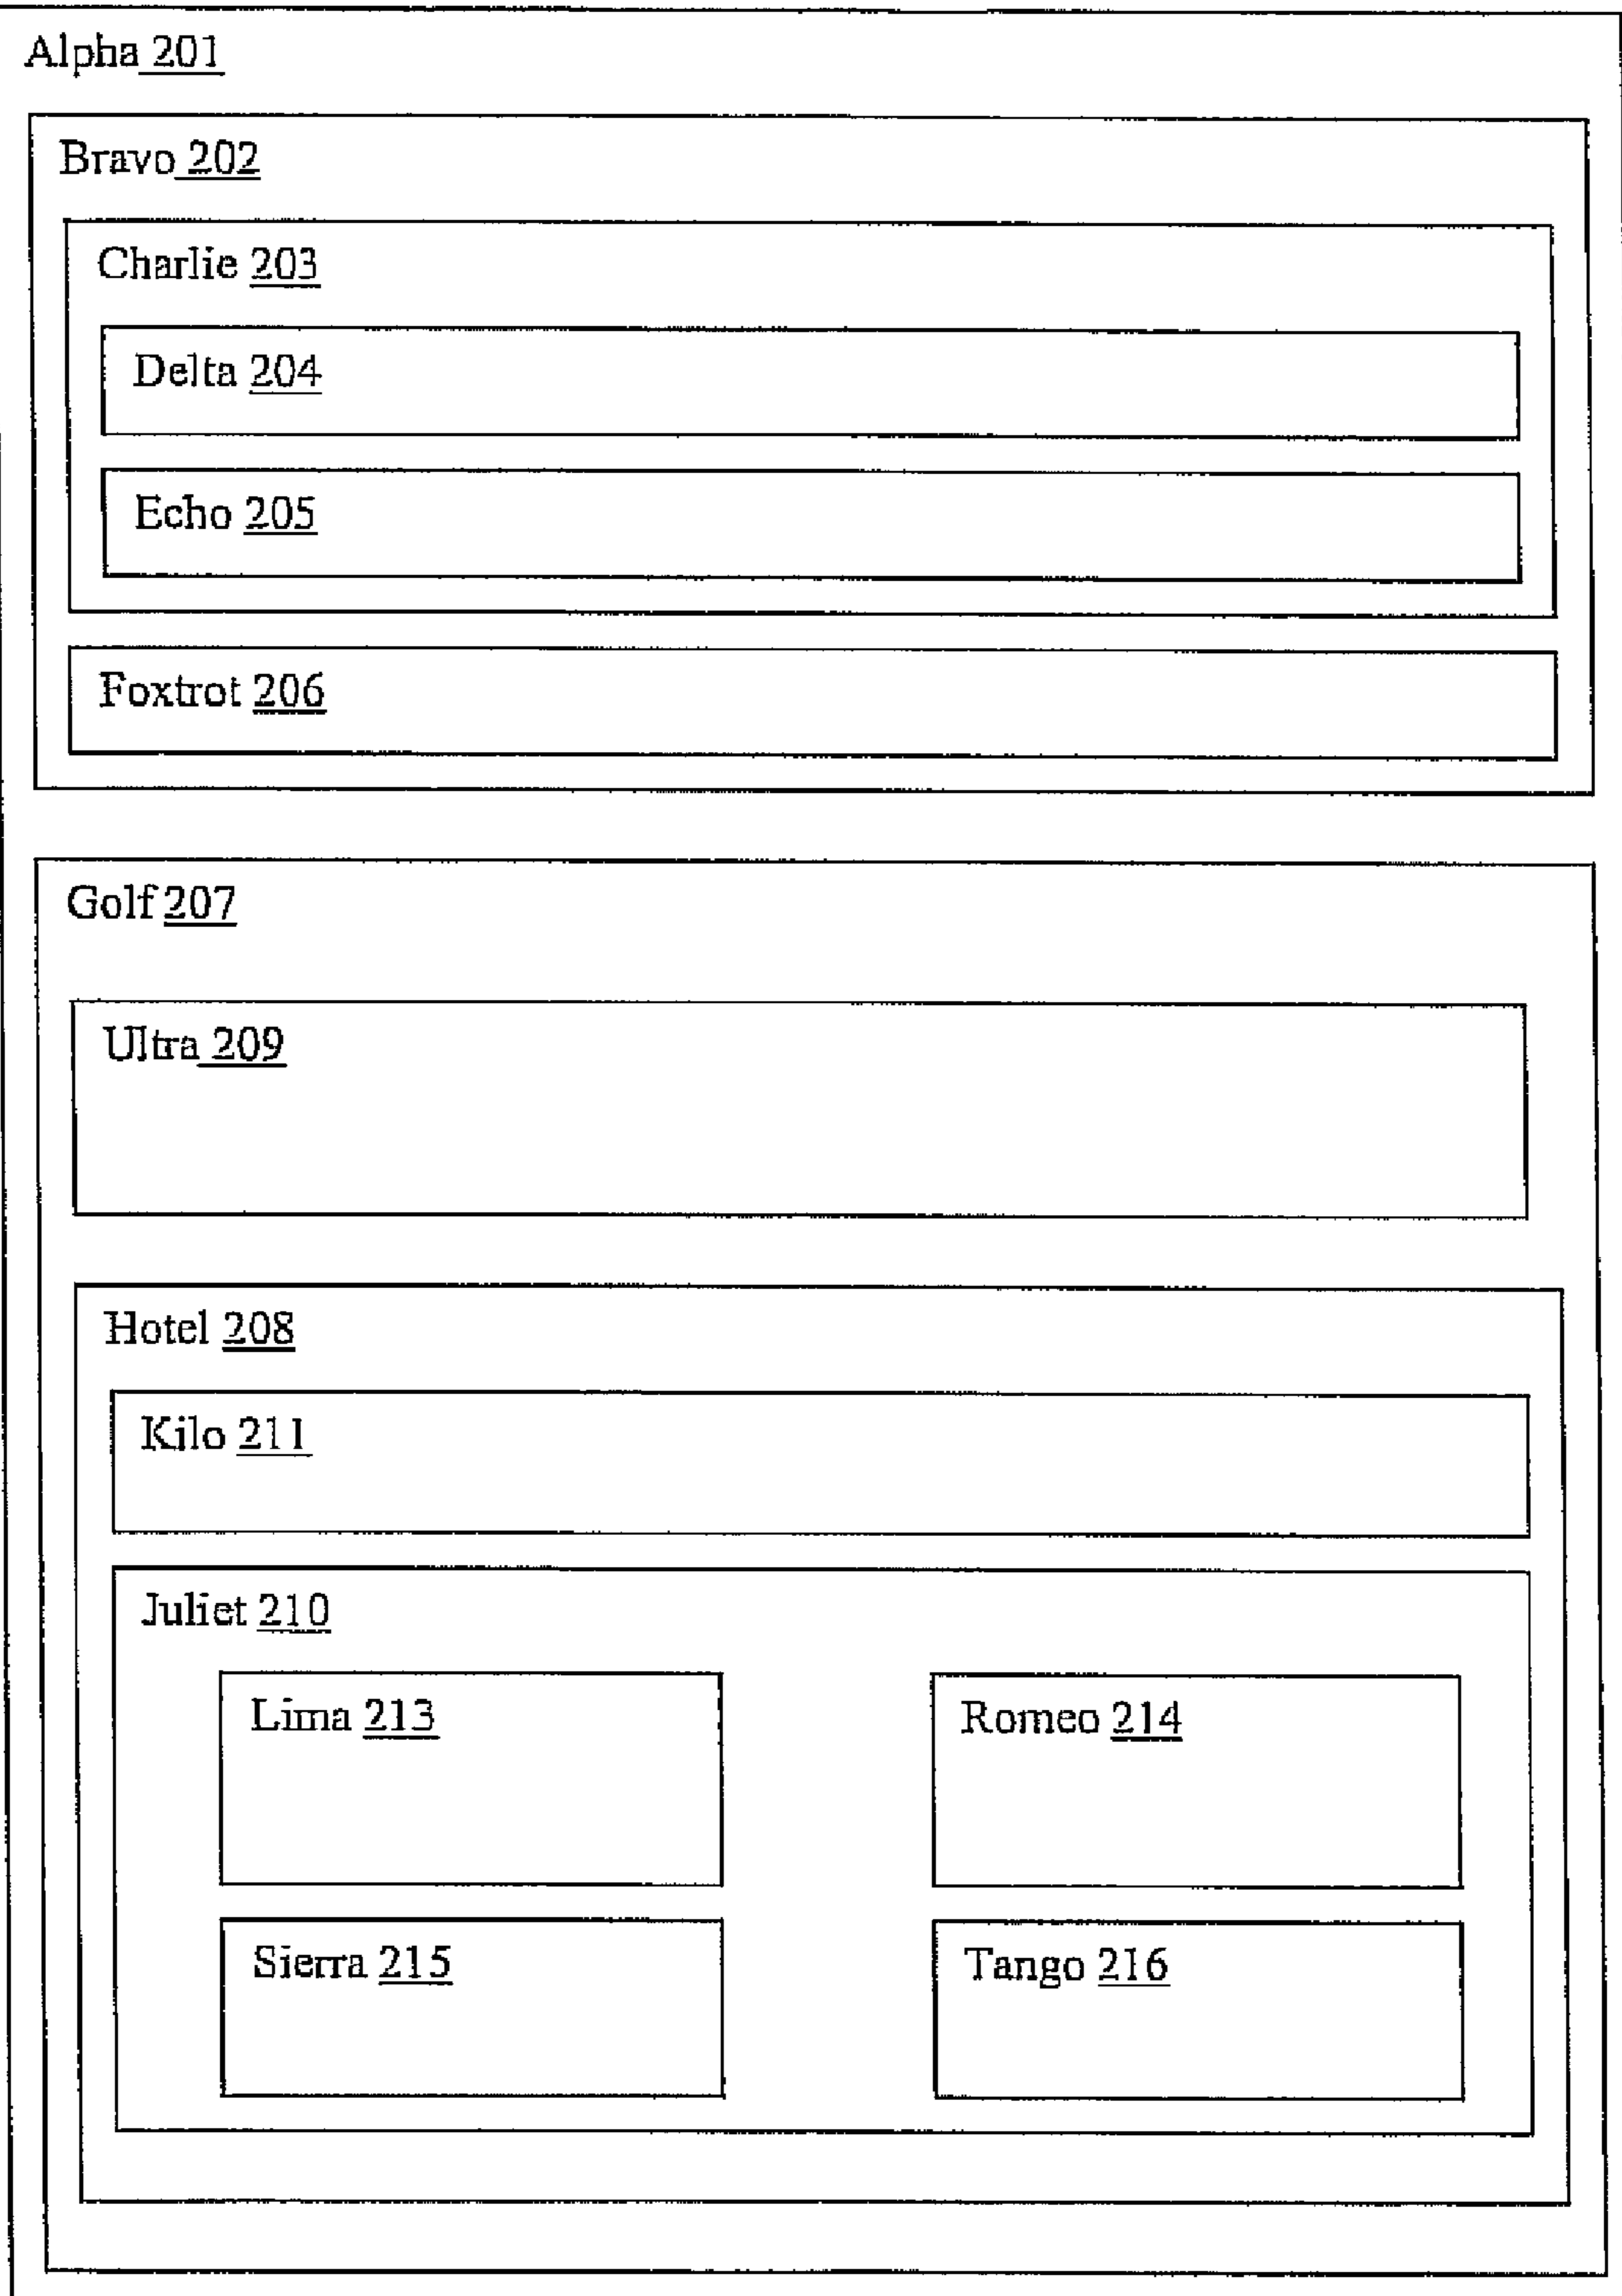 Alpha 201
Bravo 202
Charlie 203
Delta 204
Echo 205
Foxtrot 206
Golf 207
Ultra 209
Hotel 208
Kilo 211
Juliet 210
Lima 213
Romeo 214
Sierra 215
Tango 216